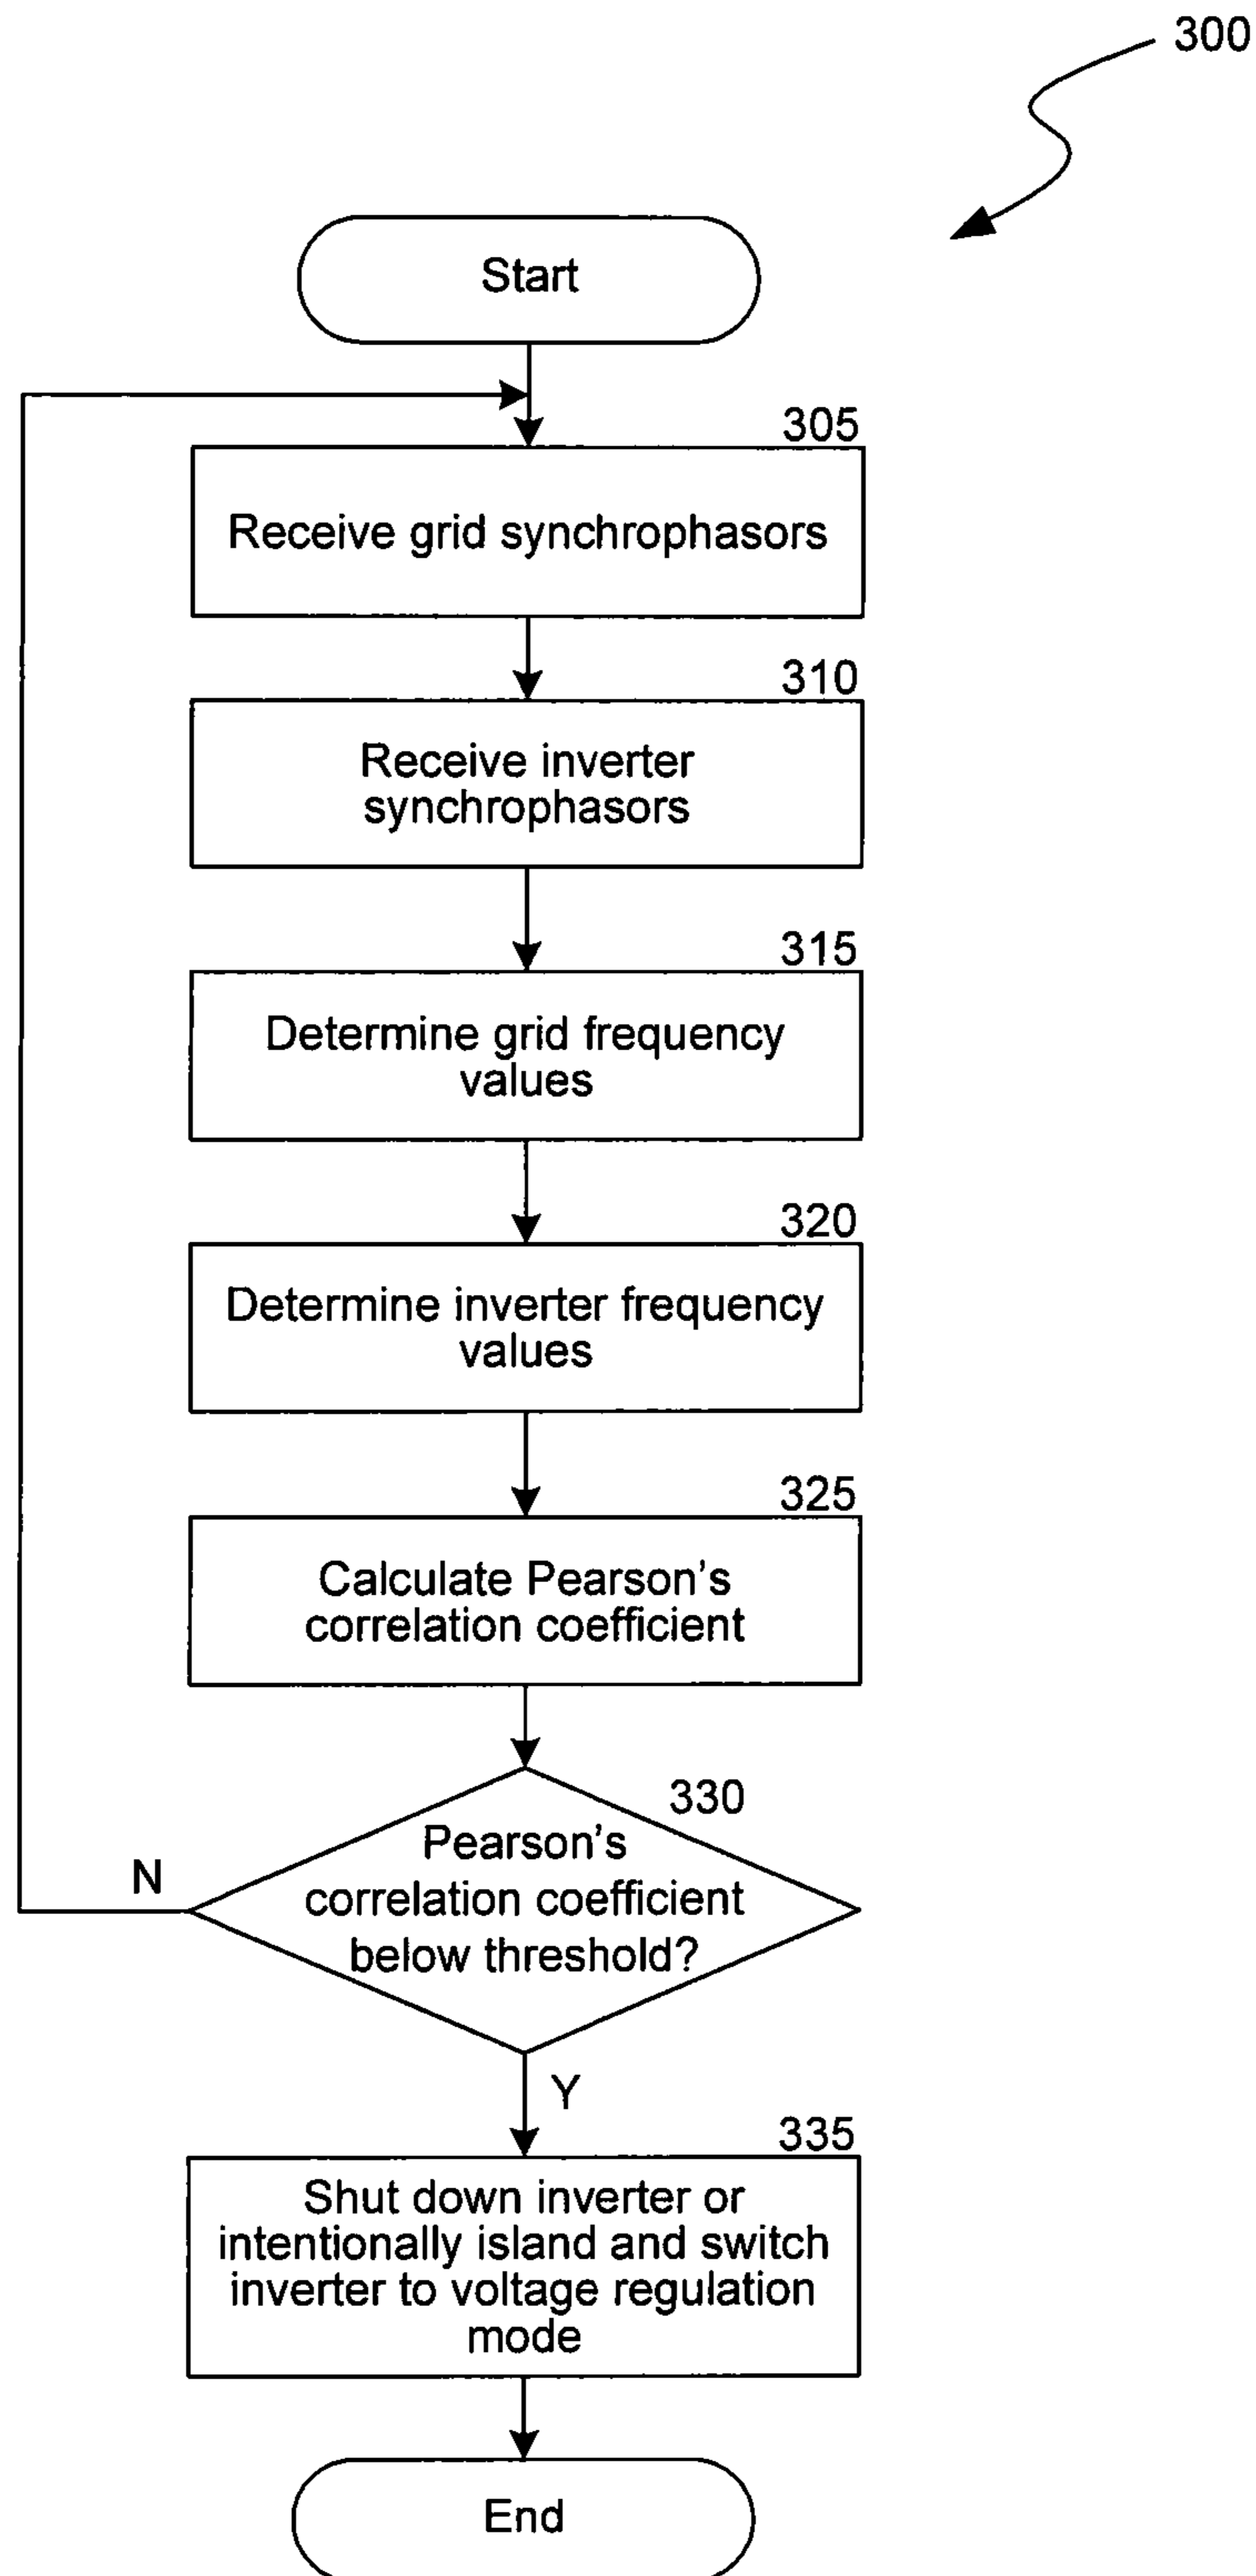 300
Start
305
Receive grid synchrophasors
310
Receive inverter
synchrophasors
315
Determine grid frequency
values
320
Determine inverter frequency
values
325
Calculate Pearson's
correlation coefficient
330
Pearson's
correlation coefficient
below threshold?
N
Y
335
Shut down inverter or
intentionally island and switch
inverter to voltage regulation
mode
End